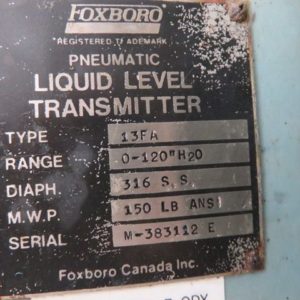 FOXBORO
REGISTERED TRADEMARK
PNEUMATIC
LIQUID LEVEL
TRANSMITTER
TYPE 13FA
RANGE 0-120"H2O
DIAPH. 316 S.S.
M.W.P. 150 LB ANSI
SERIAL M-383112 E
Foxboro Canada Inc.